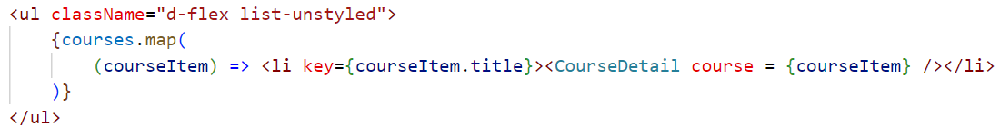 <ul className="d-flex list-unstyled">
    {courses.map(
        (courseItem) => <li key={courseItem.title}><CourseDetail course = {courseItem} /></li>
    )}
</ul>